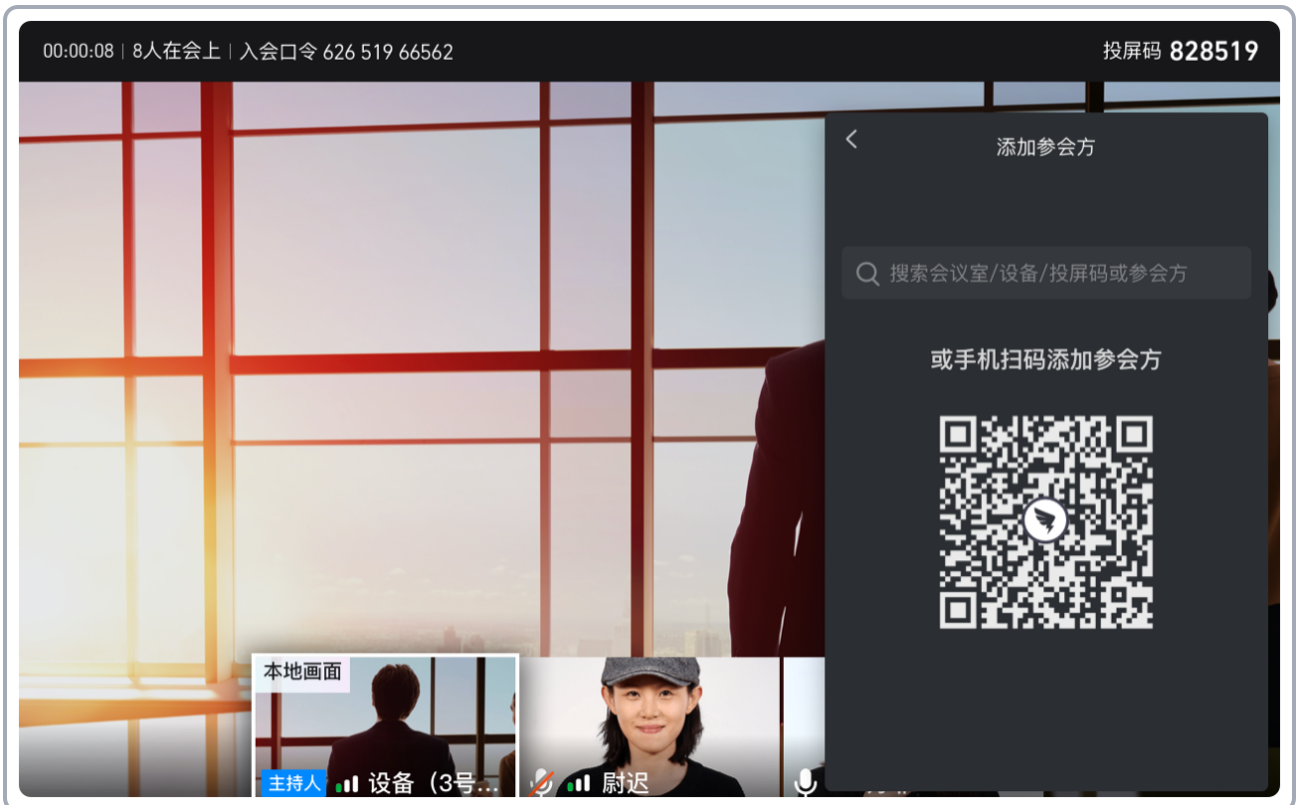 00:00:08 | 8人在会上 | 入会口令 626 519 66562
投屏码 828519
添加参会方
搜索会议室/设备/投屏码或参会方
或手机扫码添加参会方
本地画面
主持人 设备（3号...
尉迟